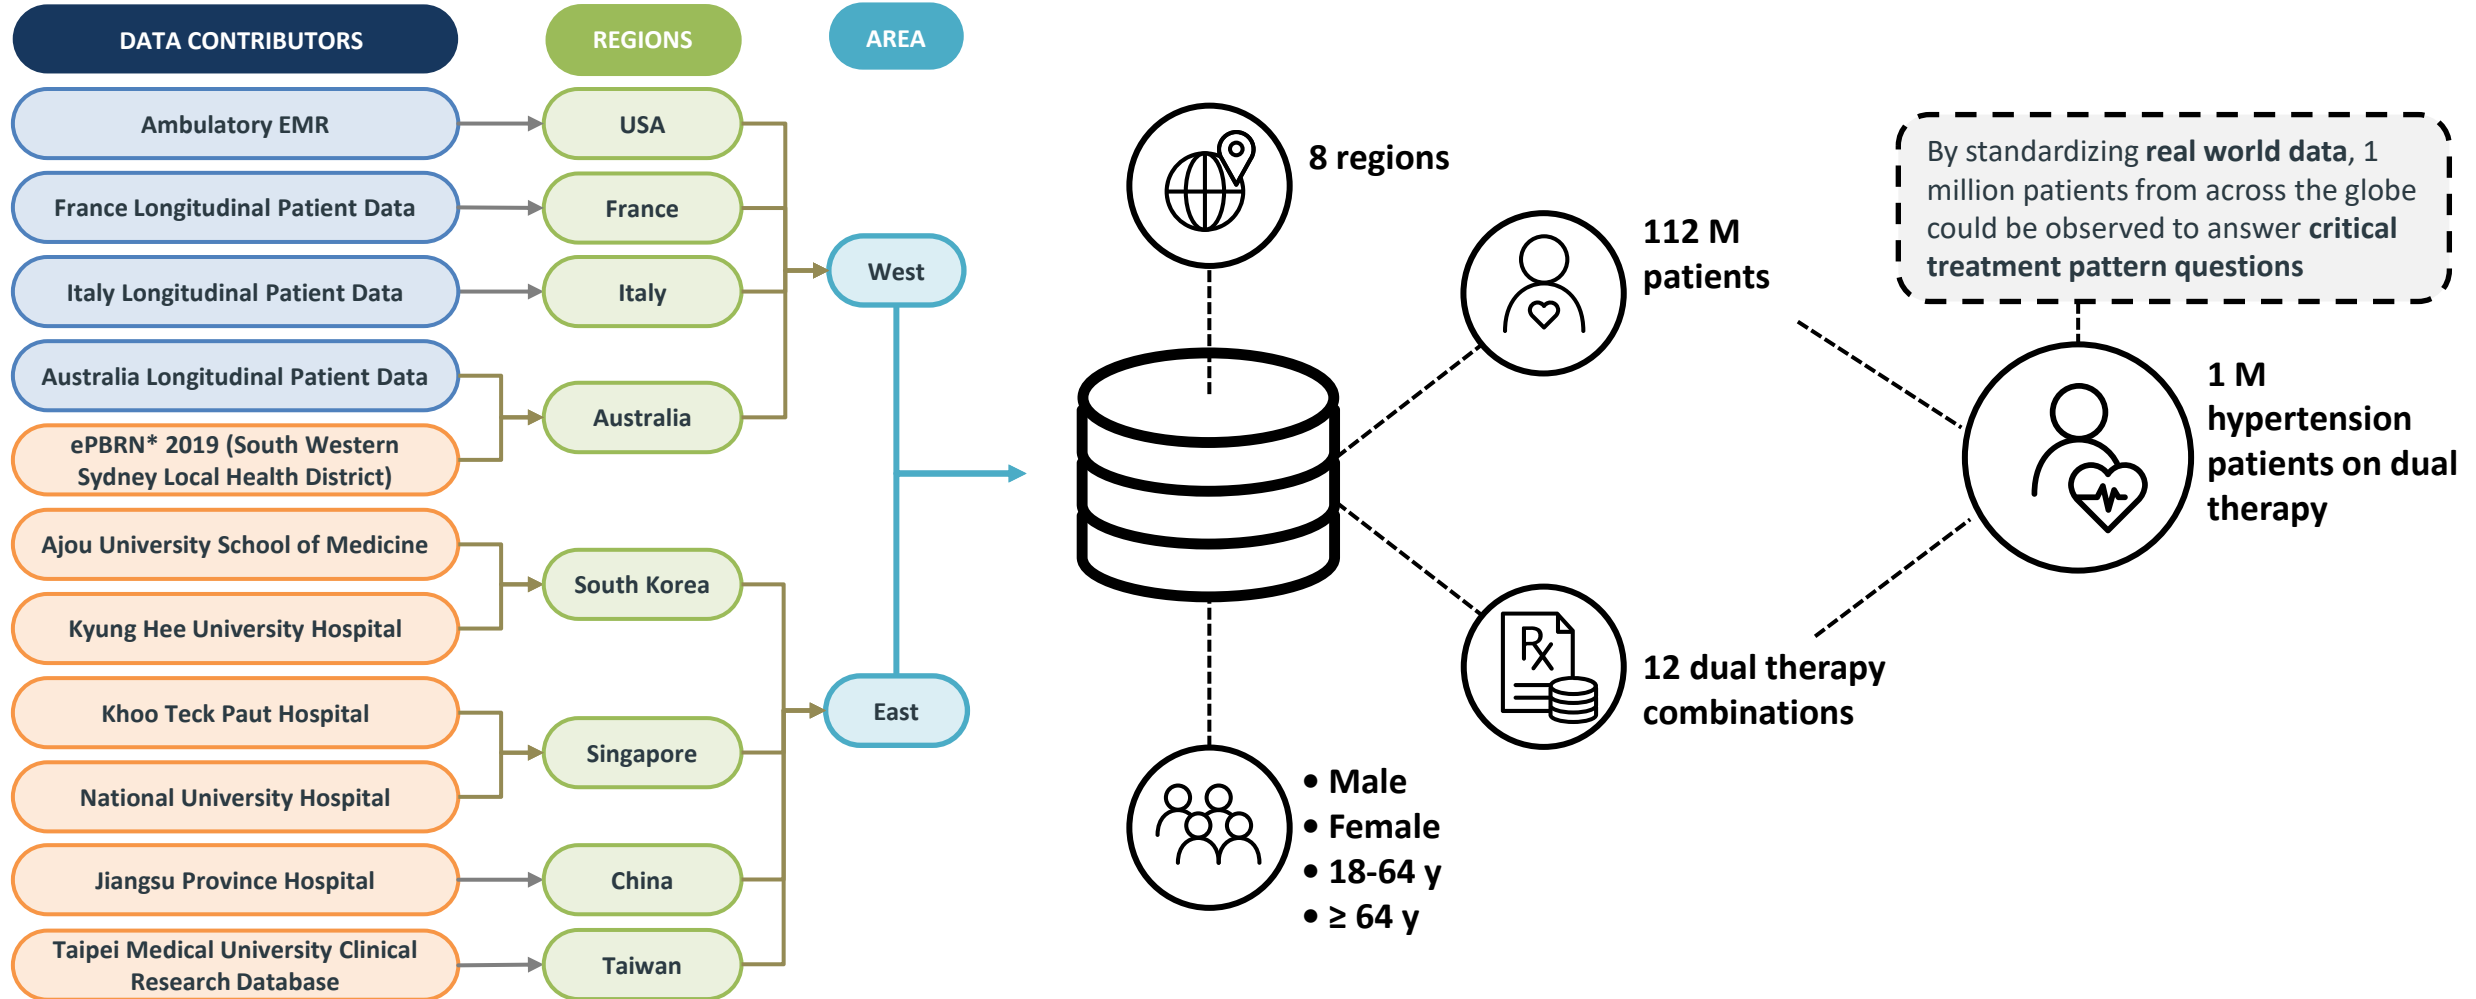 DATA CONTRIBUTORS
REGIONS
AREA
Ambulatory EMR
France Longitudinal Patient Data
Italy Longitudinal Patient Data
Australia Longitudinal Patient Data
ePBRN* 2019 (South Western
Sydney Local Health District)
Ajou University School of Medicine
Kyung Hee University Hospital
Khoo Teck Paut Hospital
National University Hospital
Jiangsu Province Hospital
Taipei Medical University Clinical
Research Database
USA
France
Italy
Australia
South Korea
Singapore
China
Taiwan
West
East
8 regions
112 M
patients
12 dual therapy
combinations
Rx
• Male
• Female
• 18-64 y
• ≥ 64 y
By standardizing real world data, 1
million patients from across the globe
could be observed to answer critical
treatment pattern questions
1 M
hypertension
patients on dual
therapy